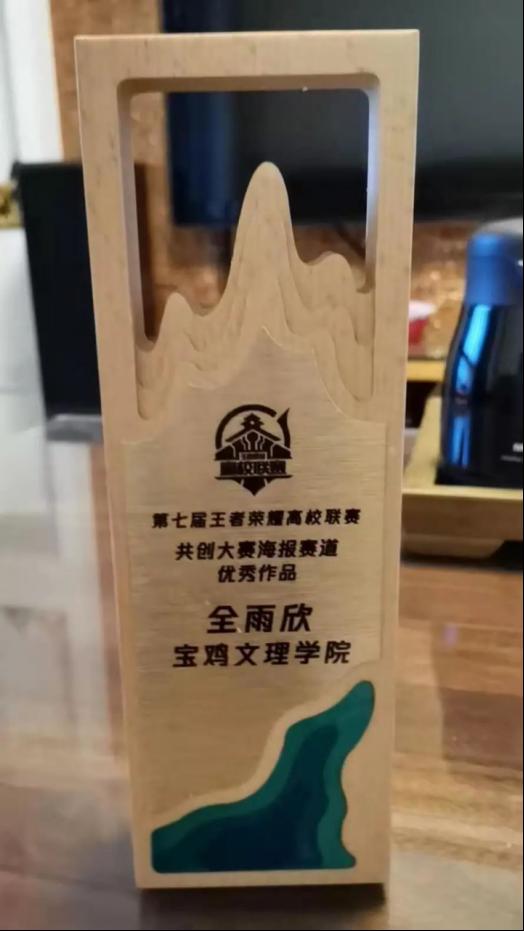 高校联赛
第七届王者荣耀高校联赛
共创大赛海报赛道
优秀作品
全雨欣
宝鸡文理学院